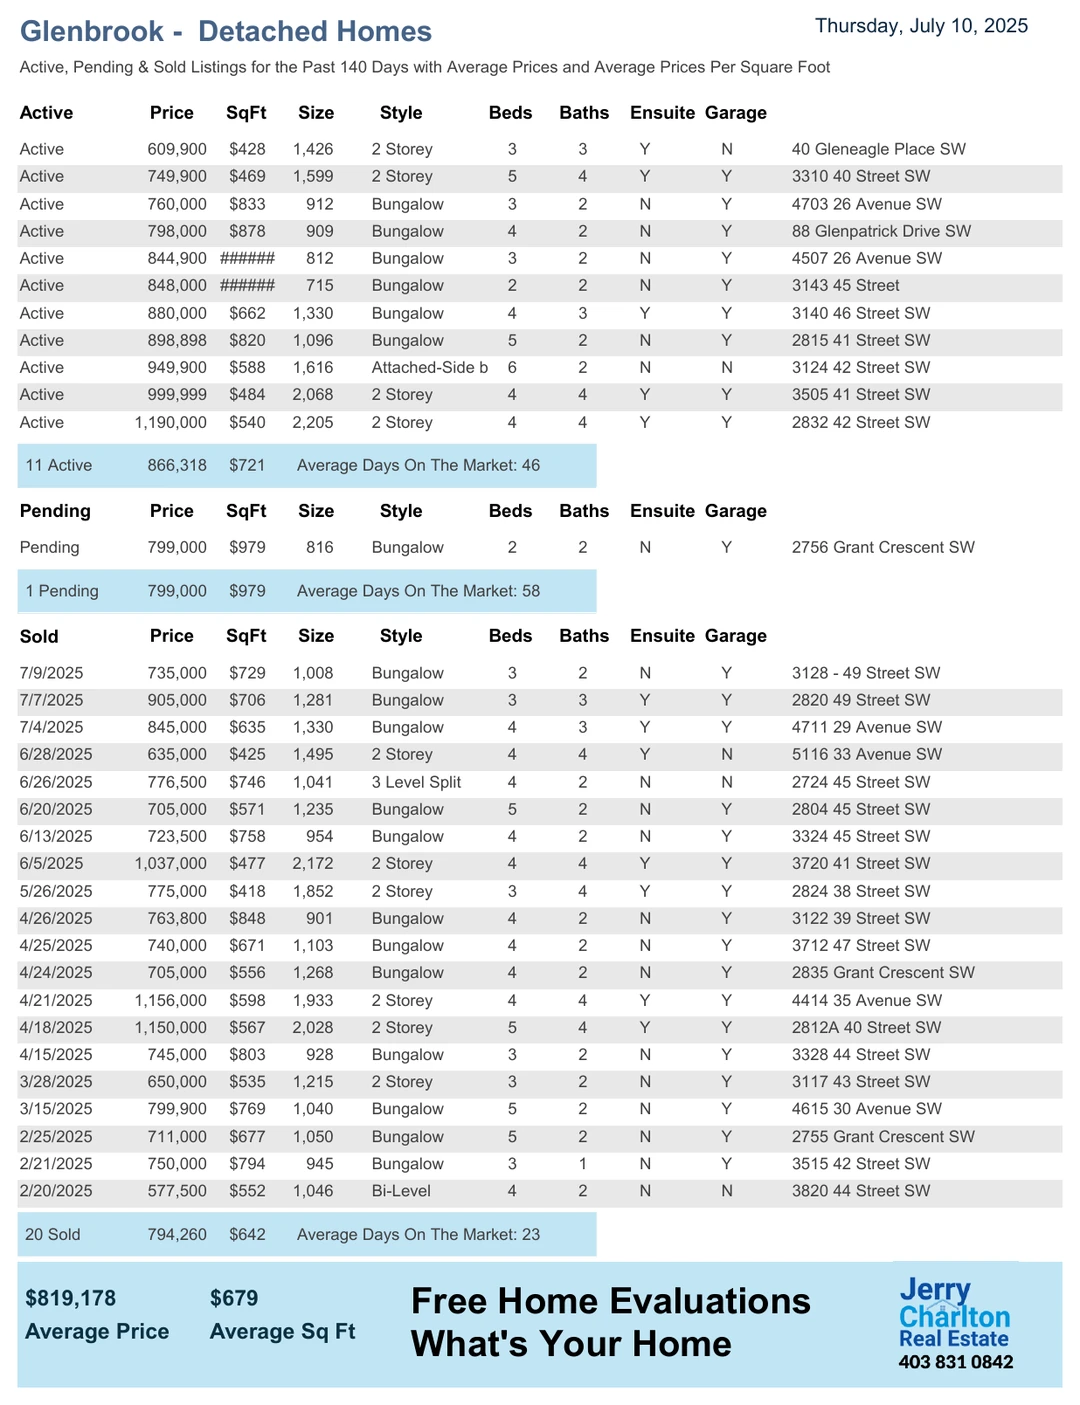 Glenbrook -  Detached Homes
Thursday, July 10, 2025
Active, Pending & Sold Listings for the Past 140 Days with Average Prices and Average Prices Per Square Foot
Active Price SqFt Size Style Beds Baths Ensuite Garage
Active 609,900 $428 1,426 2 Storey 3 3 Y N 40 Gleneagle Place SW
Active 749,900 $469 1,599 2 Storey 5 4 Y Y 3310 40 Street SW
Active 760,000 $833 912 Bungalow 3 2 N Y 4703 26 Avenue SW
Active 798,000 $878 909 Bungalow 4 2 N Y 88 Glenpatrick Drive SW
Active 844,900 ###### 812 Bungalow 3 2 N Y 4507 26 Avenue SW
Active 848,000 ###### 715 Bungalow 2 2 N Y 3143 45 Street
Active 880,000 $662 1,330 Bungalow 4 3 Y Y 3140 46 Street SW
Active 898,898 $820 1,096 Bungalow 5 2 N Y 2815 41 Street SW
Active 949,900 $588 1,616 Attached-Side b 6 2 N N 3124 42 Street SW
Active 999,999 $484 2,068 2 Storey 4 4 Y Y 3505 41 Street SW
Active 1,190,000 $540 2,205 2 Storey 4 4 Y Y 2832 42 Street SW
11 Active 866,318 $721 Average Days On The Market: 46
Pending Price SqFt Size Style Beds Baths Ensuite Garage
Pending 799,000 $979 816 Bungalow 2 2 N Y 2756 Grant Crescent SW
1 Pending 799,000 $979 Average Days On The Market: 58
Sold Price SqFt Size Style Beds Baths Ensuite Garage
7/9/2025 735,000 $729 1,008 Bungalow 3 2 N Y 3128 - 49 Street SW
7/7/2025 905,000 $706 1,281 Bungalow 3 3 Y Y 2820 49 Street SW
7/4/2025 845,000 $635 1,330 Bungalow 4 3 Y Y 4711 29 Avenue SW
6/28/2025 635,000 $425 1,495 2 Storey 4 4 Y N 5116 33 Avenue SW
6/26/2025 776,500 $746 1,041 3 Level Split 4 2 N N 2724 45 Street SW
6/20/2025 705,000 $571 1,235 Bungalow 5 2 N Y 2804 45 Street SW
6/13/2025 723,500 $758 954 Bungalow 4 2 N Y 3324 45 Street SW
6/5/2025 1,037,000 $477 2,172 2 Storey 4 4 Y Y 3720 41 Street SW
5/26/2025 775,000 $418 1,852 2 Storey 3 4 Y Y 2824 38 Street SW
4/26/2025 763,800 $848 901 Bungalow 4 2 N Y 3122 39 Street SW
4/25/2025 740,000 $671 1,103 Bungalow 4 2 N Y 3712 47 Street SW
4/24/2025 705,000 $556 1,268 Bungalow 4 2 N Y 2835 Grant Crescent SW
4/21/2025 1,156,000 $598 1,933 2 Storey 4 4 Y Y 4414 35 Avenue SW
4/18/2025 1,150,000 $567 2,028 2 Storey 5 4 Y Y 2812A 40 Street SW
4/15/2025 745,000 $803 928 Bungalow 3 2 N Y 3328 44 Street SW
3/28/2025 650,000 $535 1,215 2 Storey 3 2 N Y 3117 43 Street SW
3/15/2025 799,900 $769 1,040 Bungalow 5 2 N Y 4615 30 Avenue SW
2/25/2025 711,000 $677 1,050 Bungalow 5 2 N Y 2755 Grant Crescent SW
2/21/2025 750,000 $794 945 Bungalow 3 1 N Y 3515 42 Street SW
2/20/2025 577,500 $552 1,046 Bi-Level 4 2 N N 3820 44 Street SW
20 Sold 794,260 $642 Average Days On The Market: 23
$819,178 $679
Average Price Average Sq Ft
Free Home Evaluations
What's Your Home
Jerry
Charlton
Real Estate
403 831 0842